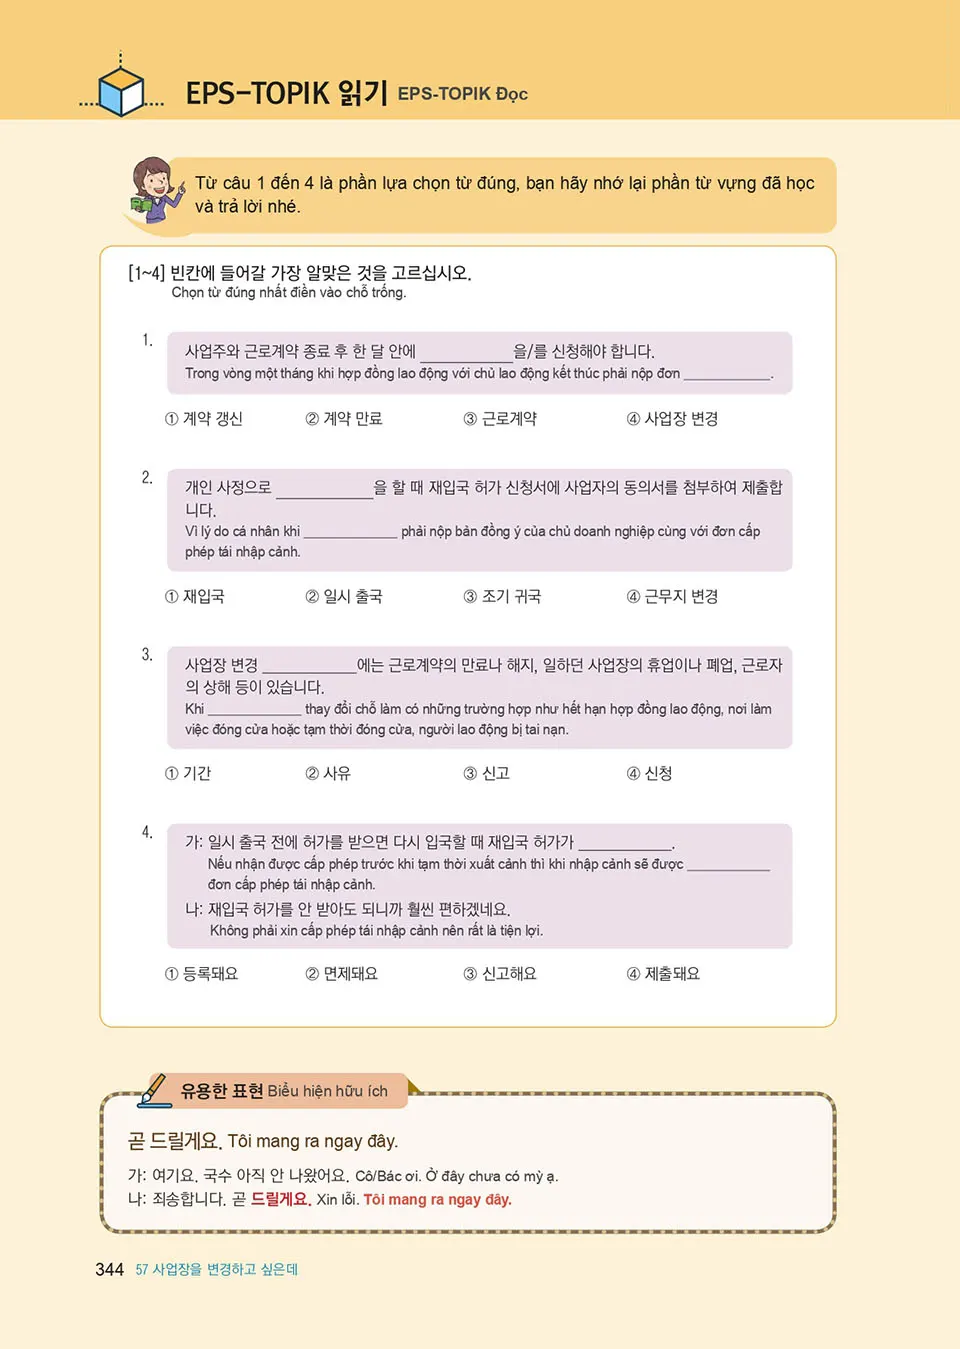 EPS-TOPIK 읽기 EPS-TOPIK Đọc
Từ câu 1 đến 4 là phần lựa chọn từ đúng, bạn hãy nhớ lại phần từ vựng đã học
và trả lời nhé.
[1~4] 빈칸에 들어갈 가장 알맞은 것을 고르십시오.
Chọn từ đúng nhất điền vào chỗ trống.
1.
사업주와 근로계약 종료 후 한 달 안에 ____________을/를 신청해야 합니다.
Trong vòng một tháng khi hợp đồng lao động với chủ lao động kết thúc phải nộp đơn ____________.
① 계약 갱신 ② 계약 만료 ③ 근로계약 ④ 사업장 변경
2.
개인 사정으로 ____________을 할 때 재입국 허가 신청서에 사업자의 동의서를 첨부하여 제출합
니다.
Vì lý do cá nhân khi ____________ phải nộp bản đồng ý của chủ doanh nghiệp cùng với đơn cấp
phép tái nhập cảnh.
① 재입국 ② 일시 출국 ③ 조기 귀국 ④ 근무지 변경
3.
사업장 변경 ____________에는 근로계약의 만료나 해지, 일하던 사업장의 휴업이나 폐업, 근로자
의 상해 등이 있습니다.
Khi ____________ thay đổi chỗ làm có những trường hợp như hết hạn hợp đồng lao động, nơi làm
việc đóng cửa hoặc tạm thời đóng cửa, người lao động bị tai nạn.
① 기간 ② 사유 ③ 신고 ④ 신청
4.
가: 일시 출국 전에 허가를 받으면 다시 입국할 때 재입국 허가가 ____________.
Nếu nhận được cấp phép trước khi tạm thời xuất cảnh thì khi nhập cảnh sẽ được ____________
đơn cấp phép tái nhập cảnh.
나: 재입국 허가를 안 받아도 되니까 훨씬 편하겠네요.
Không phải xin cấp phép tái nhập cảnh nên rất là tiện lợi.
① 등록돼요 ② 면제돼요 ③ 신고해요 ④ 제출돼요
유용한 표현 Biểu hiện hữu ích
곧 드릴게요. Tôi mang ra ngay đây.
가: 여기요. 국수 아직 안 나왔어요. Cô/Bác ơi. Ở đây chưa có mỳ ạ.
나: 죄송합니다. 곧 드릴게요. Xin lỗi. Tôi mang ra ngay đây.
344 57 사업장을 변경하고 싶은데